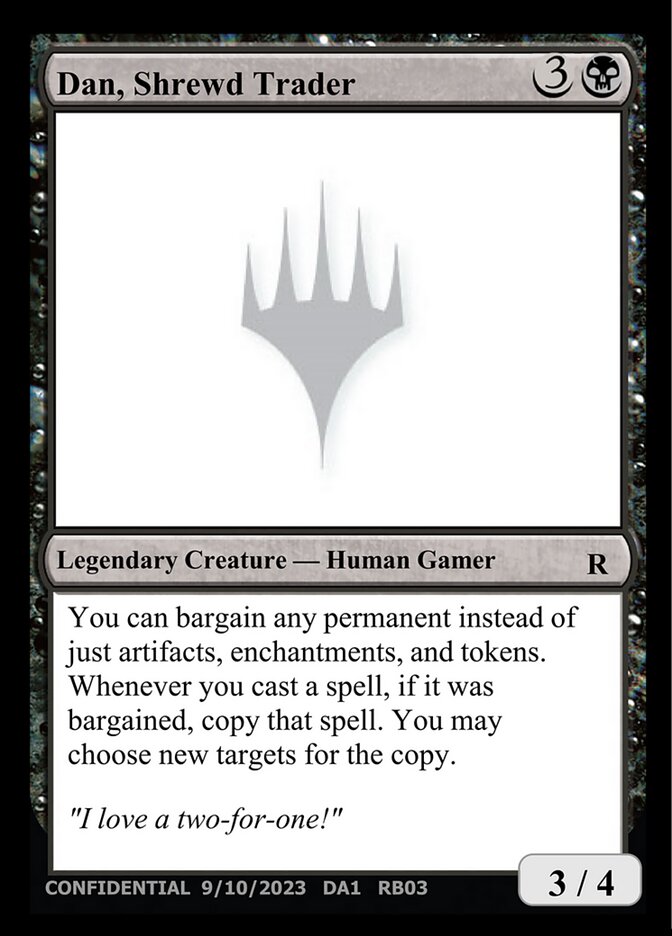 Dan, Shrewd Trader 3
Legendary Creature — Human Gamer R
You can bargain any permanent instead of
just artifacts, enchantments, and tokens.
Whenever you cast a spell, if it was
bargained, copy that spell. You may
choose new targets for the copy.
"I love a two-for-one!"
3 / 4
CONFIDENTIAL 9/10/2023 DA1 RB03